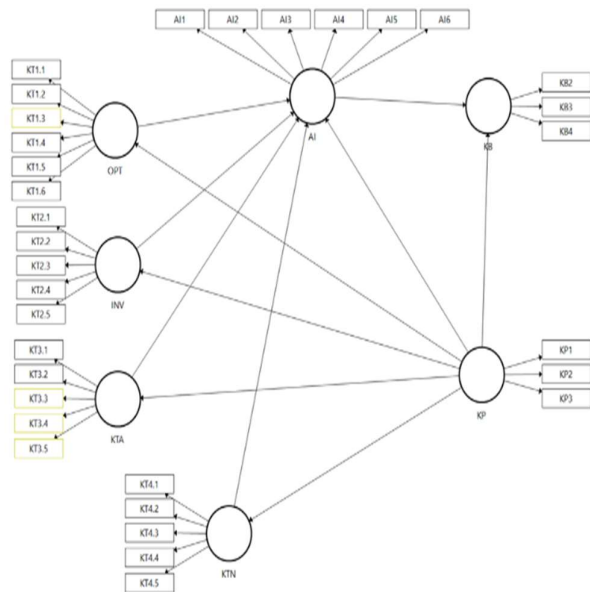 AI1
AI2
AI3
AI4
AI5
AI6
KT1.1
KT1.2
KT1.3
KT1.4
KT1.5
KT1.6
OPT
AI
KB2
KB3
KB4
KB
KT2.1
KT2.2
KT2.3
KT2.4
KT2.5
INV
KT3.1
KT3.2
KT3.3
KT3.4
KT3.5
KTA
KP1
KP2
KP3
KP
KT4.1
KT4.2
KT4.3
KT4.4
KT4.5
KTN